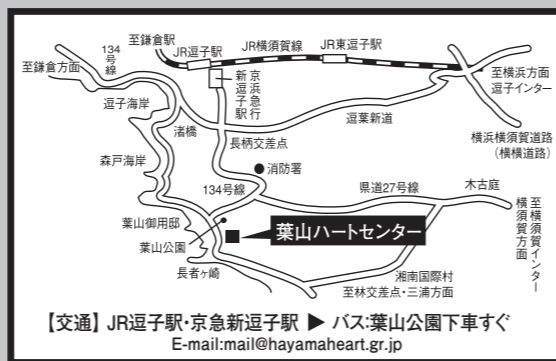 至鎌倉駅
JR逗子駅
JR横須賀線
JR東逗子駅
134号線
至鎌倉方面
新逗子駅
京浜急行
至横浜方面
逗子インター
逗子海岸
渚橋
逗葉新道
横浜横須賀道路
(横横道路)
長柄交差点
森戸海岸
消防署
134号線
県道27号線
木古庭
至横須賀インター
横須賀方面
葉山御用邸
葉山公園
葉山ハートセンター
長者ヶ崎
湘南国際村
至林交差点・三浦方面
【交通】 JR逗子駅・京急新逗子駅 ▶ バス:葉山公園下車すぐ
E-mail:mail@hayamaheart.gr.jp